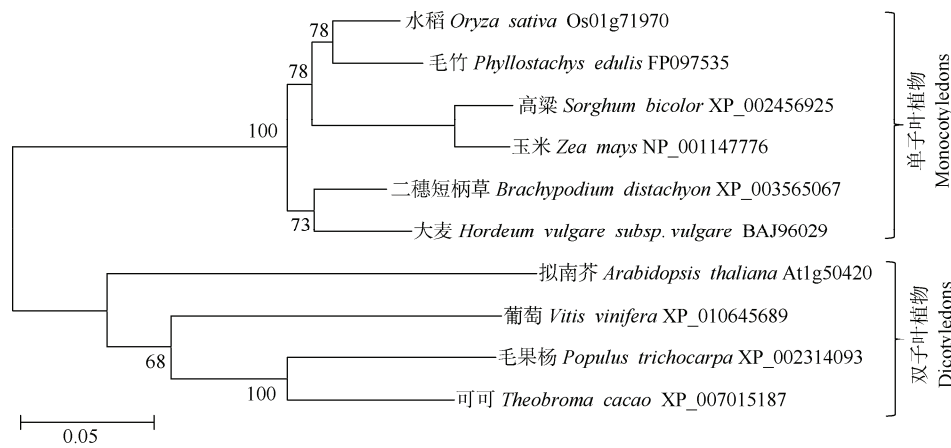 78
水稻 Oryza sativa Os01g71970
毛竹 Phyllostachys edulis FP097535
78
高粱 Sorghum bicolor XP_002456925
100
玉米 Zea mays NP_001147776
二穗短柄草 Brachypodium distachyon XP_003565067
73
大麦 Hordeum vulgare subsp. vulgare BAJ96029
单子叶植物
Monocotyledons
拟南芥 Arabidopsis thaliana At1g50420
葡萄 Vitis vinifera XP_010645689
68
毛果杨 Populus trichocarpa XP_002314093
100
可可 Theobroma cacao XP_007015187
双子叶植物
Dicotyledons
0.05